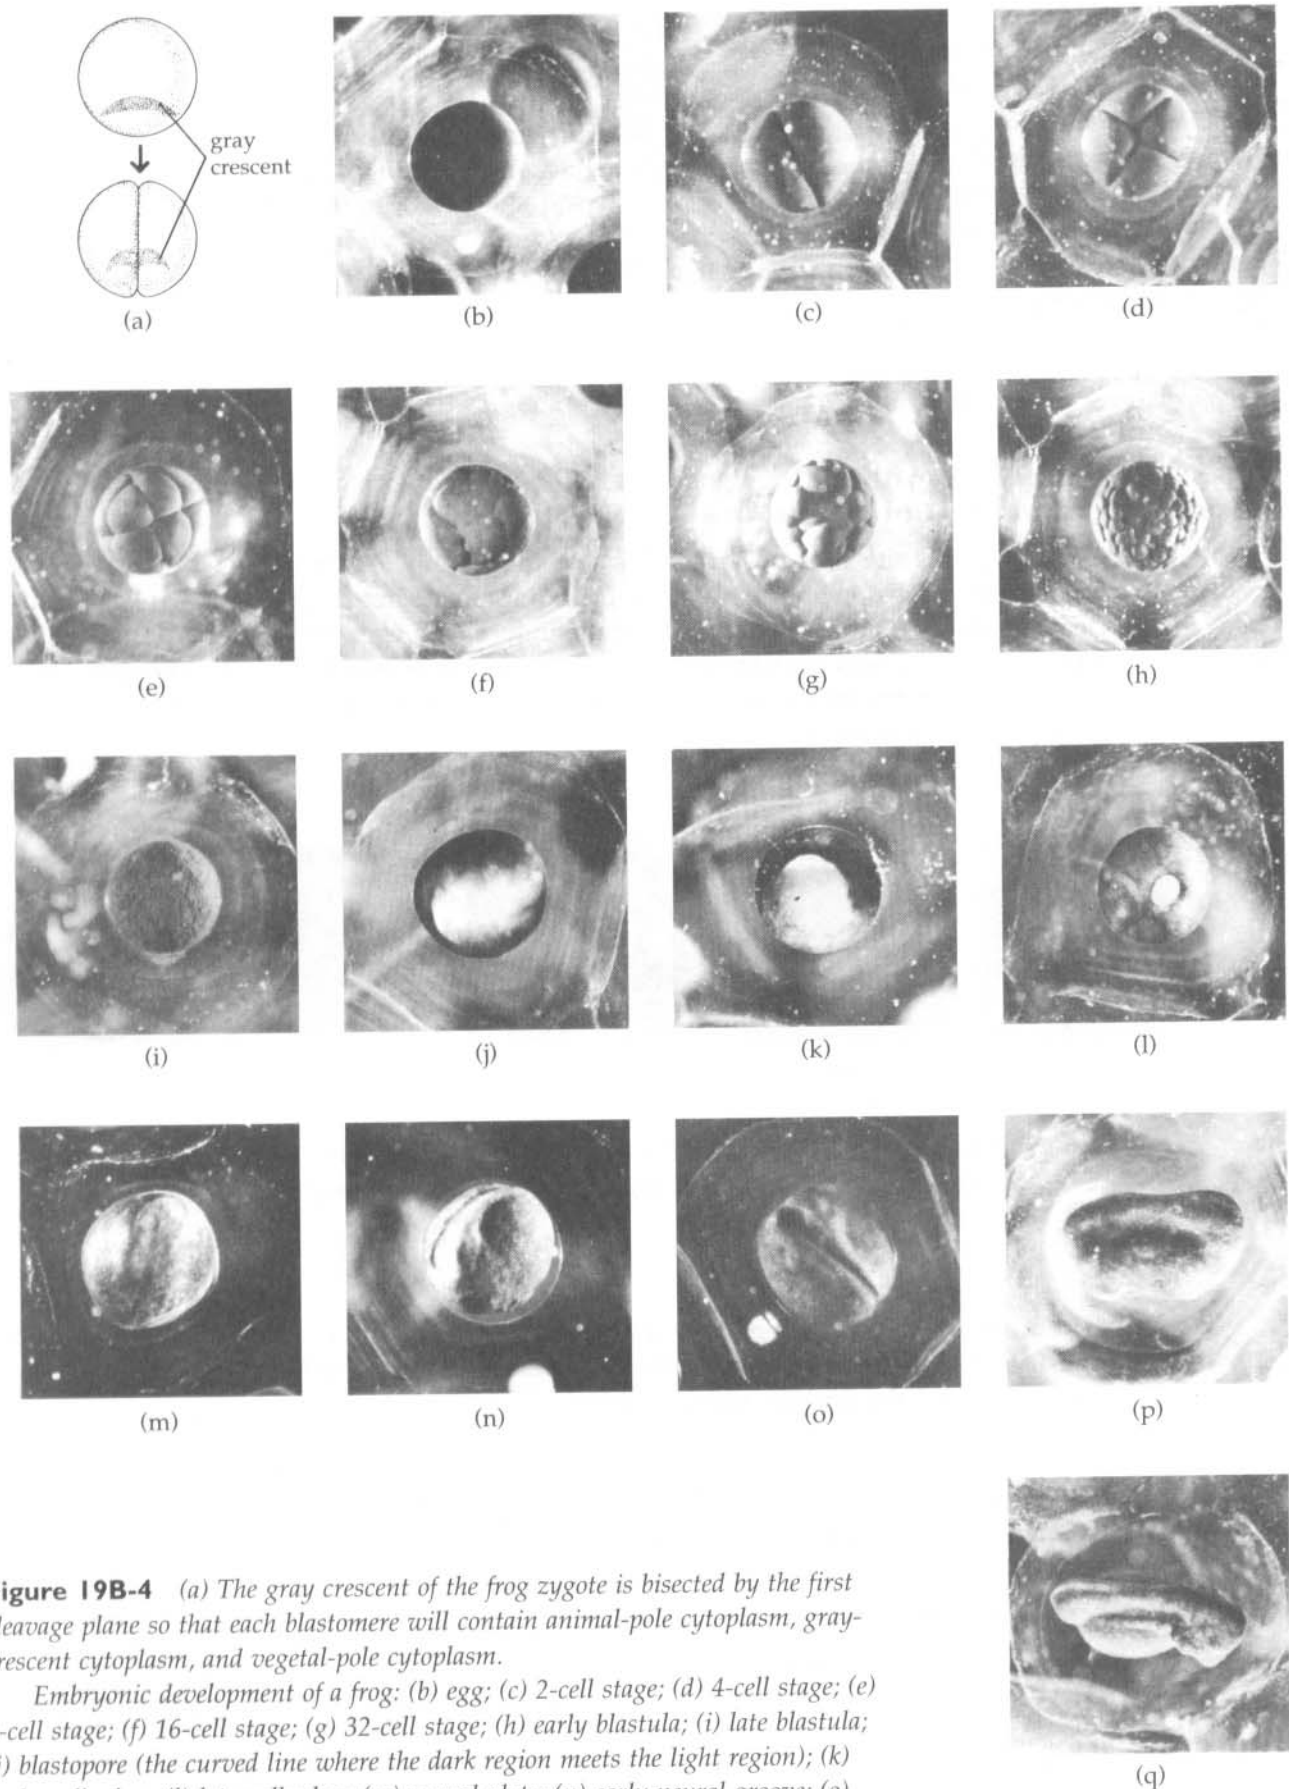 gray
crescent
(a)
(b)
(c)
(d)
(e)
(f)
(g)
(h)
(i)
(j)
(k)
(l)
(m)
(n)
(o)
(p)
(q)
igure 19B-4 (a) The gray crescent of the frog zygote is bisected by the first
leavage plane so that each blastomere will contain animal-pole cytoplasm, gray-
rescent cytoplasm, and vegetal-pole cytoplasm.
Embryonic development of a frog: (b) egg; (c) 2-cell stage; (d) 4-cell stage; (e)
-cell stage; (f) 16-cell stage; (g) 32-cell stage; (h) early blastula; (i) late blastula;
) blastopore (the curved line where the dark region meets the light region); (k)